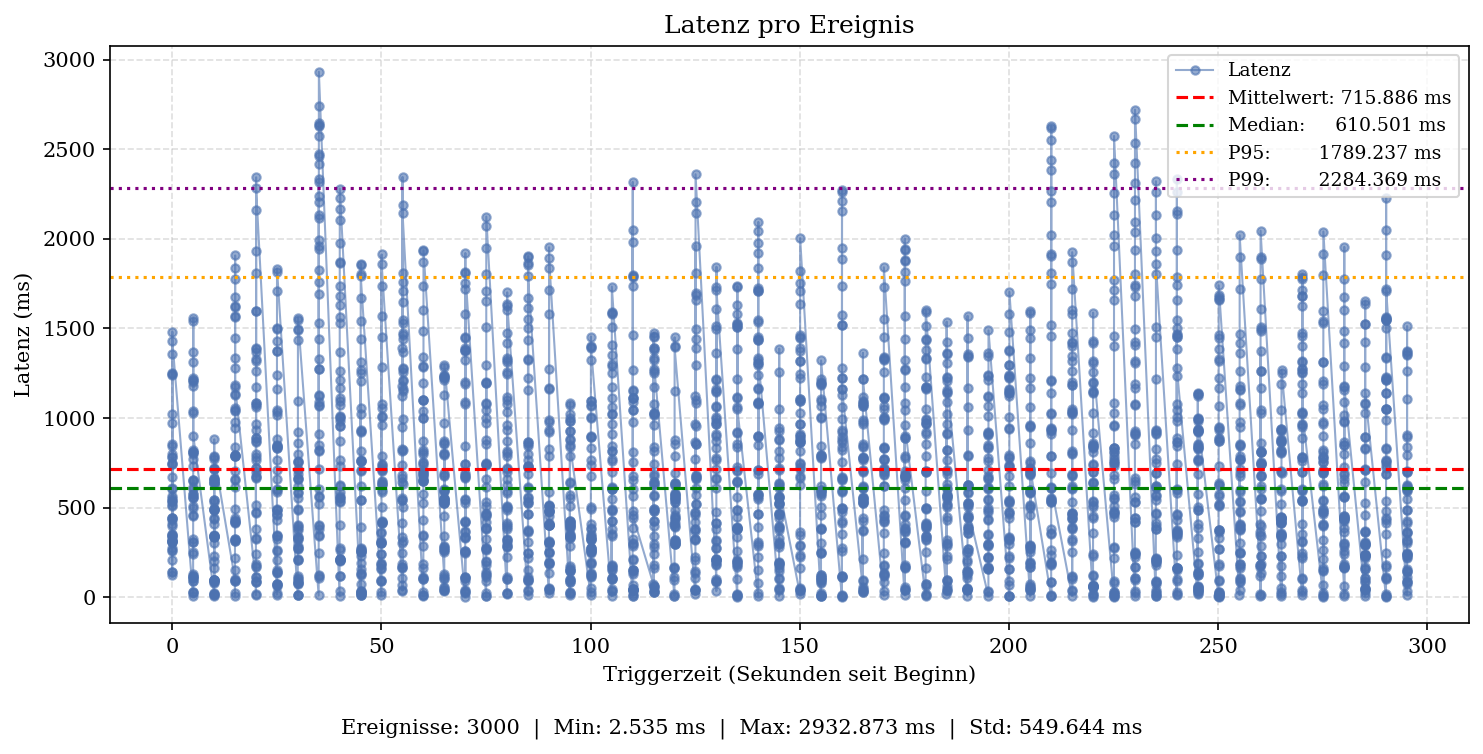 Latenz pro Ereignis
3000
2500
2000
1500
1000
500
0
Latenz (ms)
Latenz
Mittelwert: 715.886 ms
Median: 610.501 ms
P95: 1789.237 ms
P99: 2284.369 ms
0 50 100 150 200 250 300
Triggerzeit (Sekunden seit Beginn)
Ereignisse: 3000 | Min: 2.535 ms | Max: 2932.873 ms | Std: 549.644 ms